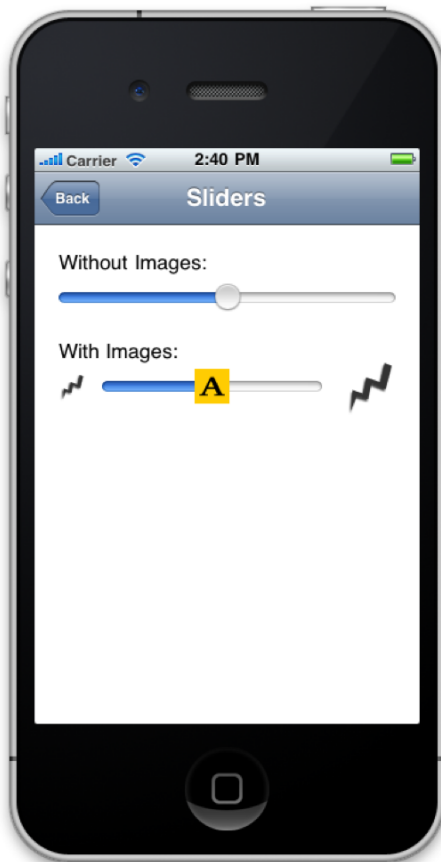 Carrier 2:40 PM
Back Sliders
Without Images:
With Images:
A